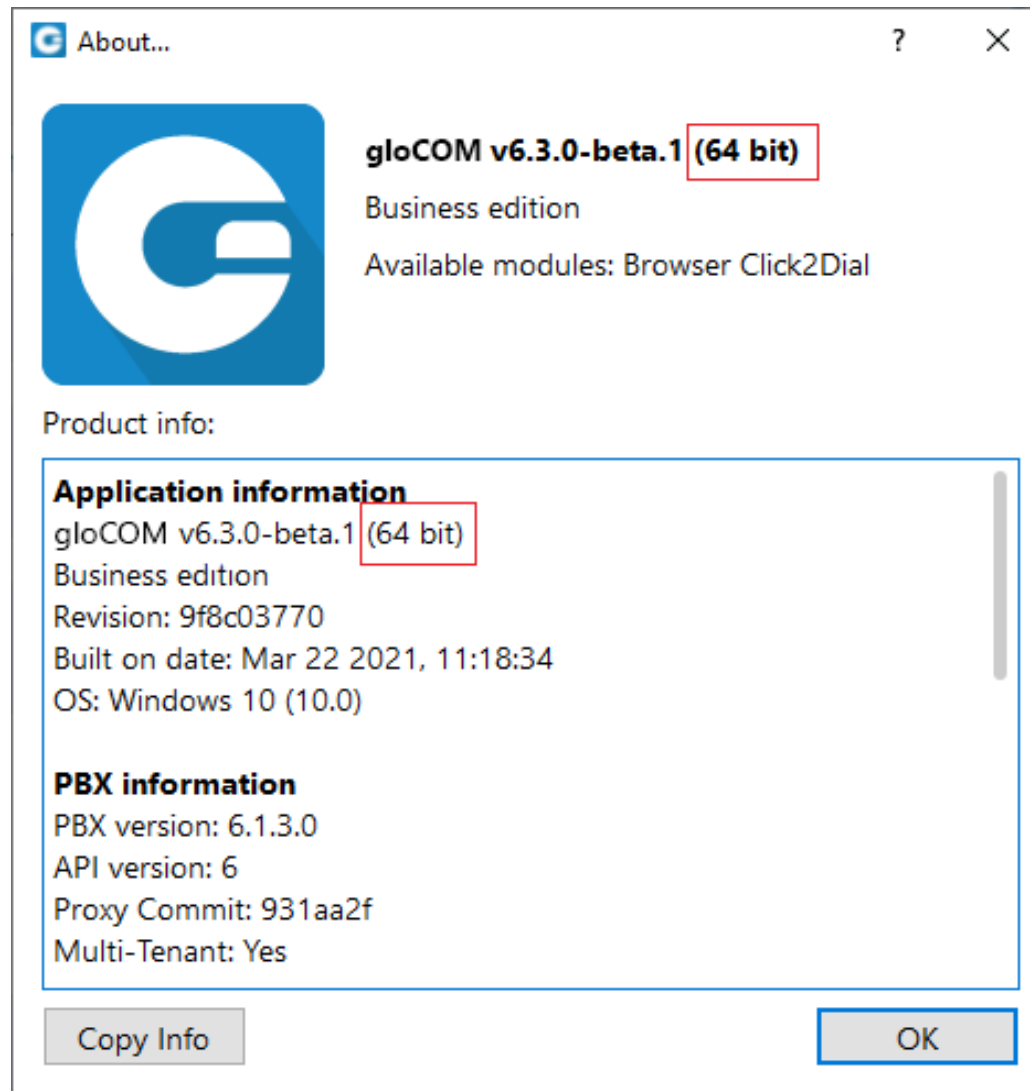 About...
gloCOM v6.3.0-beta.1 (64 bit)
Business edition
Available modules: Browser Click2Dial
Product info:
Application information
gloCOM v6.3.0-beta.1 (64 bit)
Business edition
Revision: 9f8c03770
Built on date: Mar 22 2021, 11:18:34
OS: Windows 10 (10.0)
PBX information
PBX version: 6.1.3.0
API version: 6
Proxy Commit: 931aa2f
Multi-Tenant: Yes
Copy Info
OK